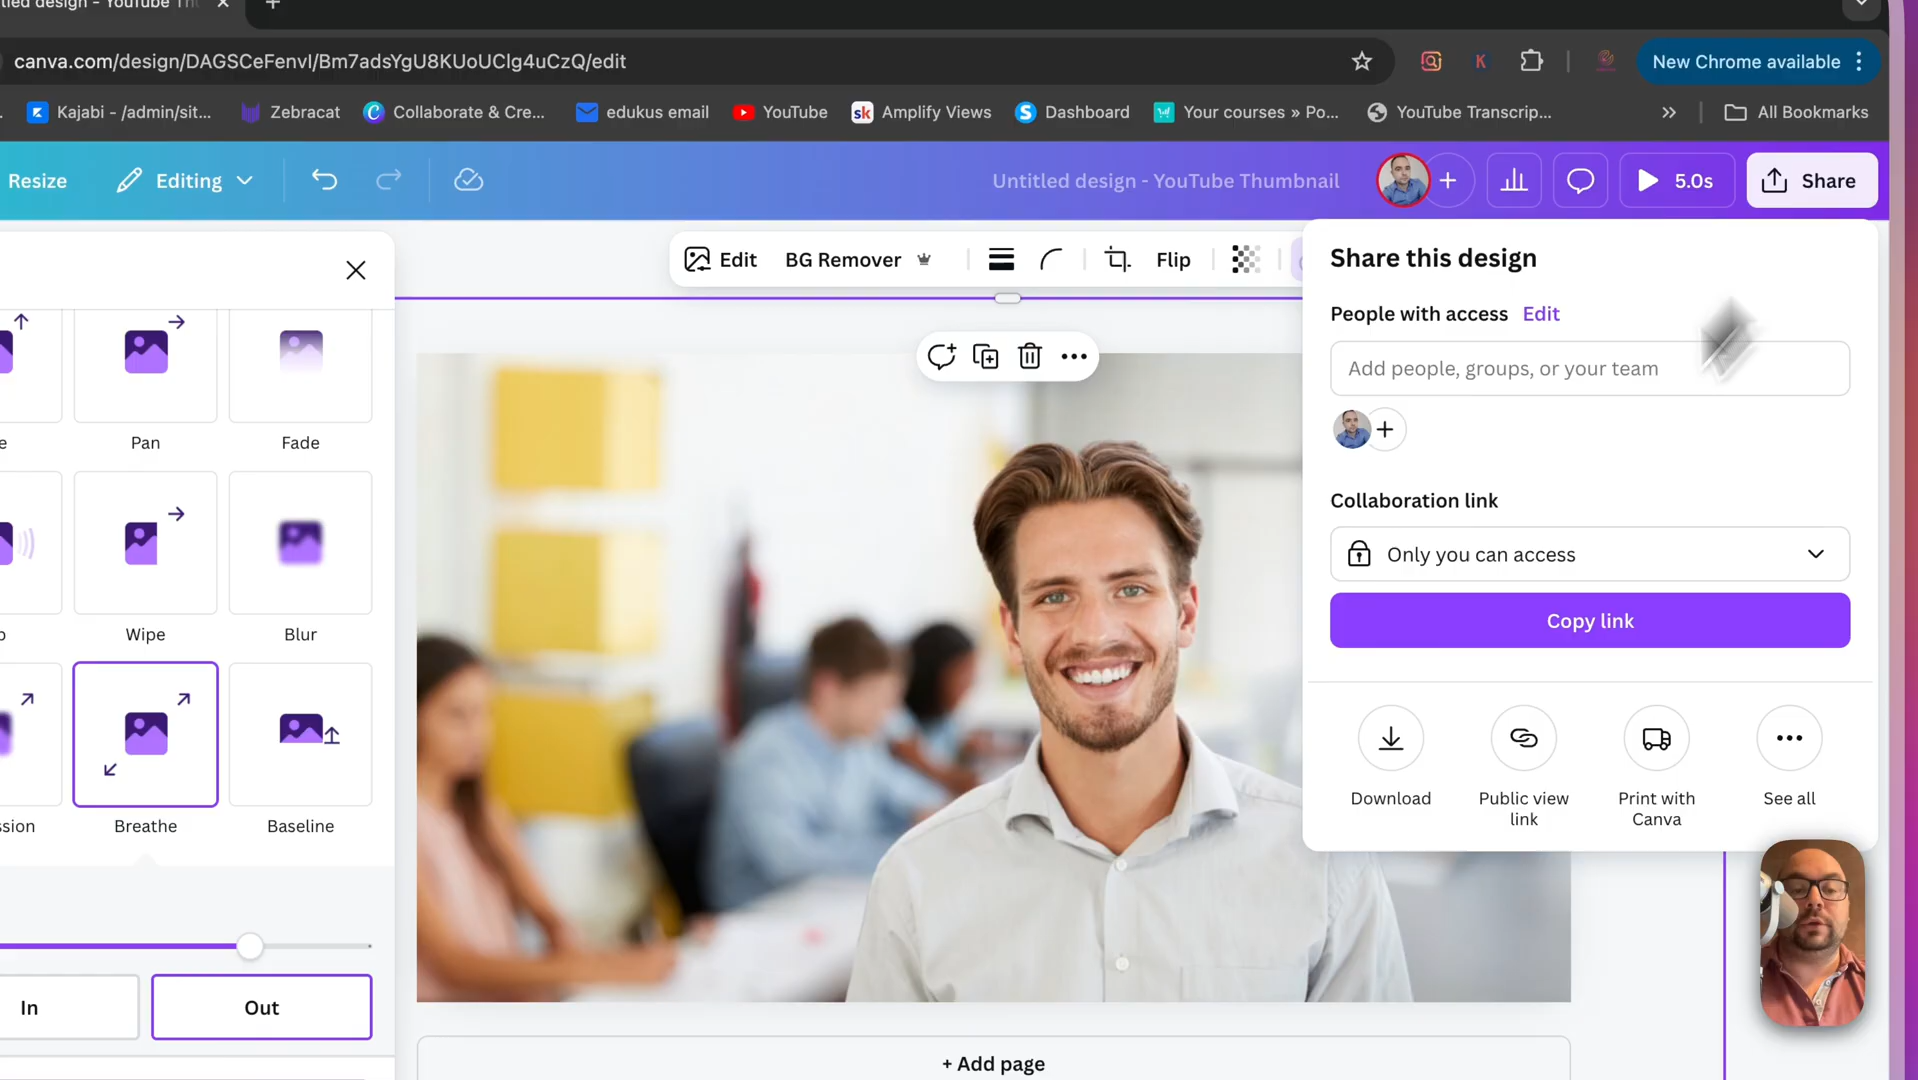 canva.com/design/DAGSCeFenvI/Bm7adsYgU8KUoUClg4uCzQ/edit
New Chrome available
Kajabi - /admin/sit...
Zebracat
Collaborate & Cre...
edukus email
YouTube
sk Amplify Views
Dashboard
Your courses » Po...
YouTube Transcrip...
All Bookmarks
Resize
Editing
Untitled design - YouTube Thumbnail
5.0s
Share
Edit
BG Remover
Flip
Share this design
People with access Edit
Add people, groups, or your team
Collaboration link
Only you can access
Copy link
Download
Public view
link
Print with
Canva
See all
Pan
Fade
Wipe
Blur
Breathe
Baseline
In
Out
+ Add page